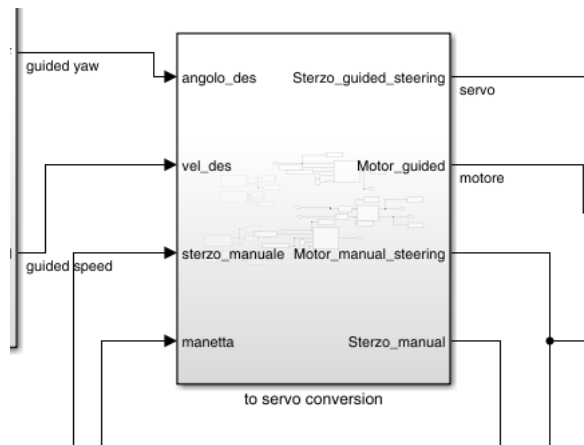 guided yaw
angolo_des
Sterzo_guided_steering
servo
vel_des
Motor_guided
motore
guided speed
sterzo_manuale
Motor_manual_steering
manetta
Sterzo_manual
to servo conversion